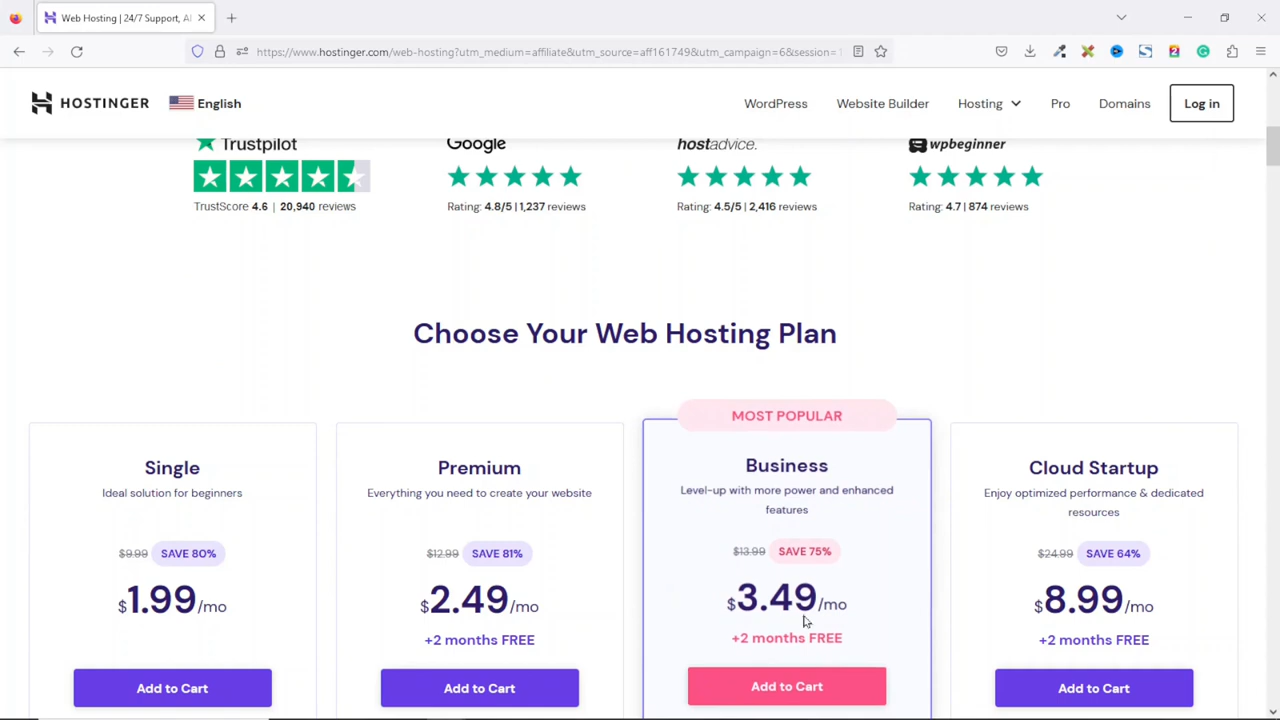 Web Hosting | 24/7 Support, AI
https://www.hostinger.com/web-hosting?utm_medium=affiliate&utm_source=aff161749&utm_campaign=6&session=
HOSTINGER
English
WordPress
Website Builder
Hosting
Pro
Domains
Log in
Trustpilot
Google
hostadvice.
wpbeginner
TrustScore 4.6 | 20,940 reviews
Rating: 4.8/5 | 1,237 reviews
Rating: 4.5/5 | 2,416 reviews
Rating: 4.7 | 874 reviews
Choose Your Web Hosting Plan
Single
Ideal solution for beginners
$9.99 SAVE 80%
$1.99/mo
Add to Cart
Premium
Everything you need to create your website
$12.99 SAVE 81%
$2.49/mo
+2 months FREE
Add to Cart
MOST POPULAR
Business
Level-up with more power and enhanced
features
$13.99 SAVE 75%
$3.49/mo
+2 months FREE
Add to Cart
Cloud Startup
Enjoy optimized performance & dedicated
resources
$24.99 SAVE 64%
$8.99/mo
+2 months FREE
Add to Cart